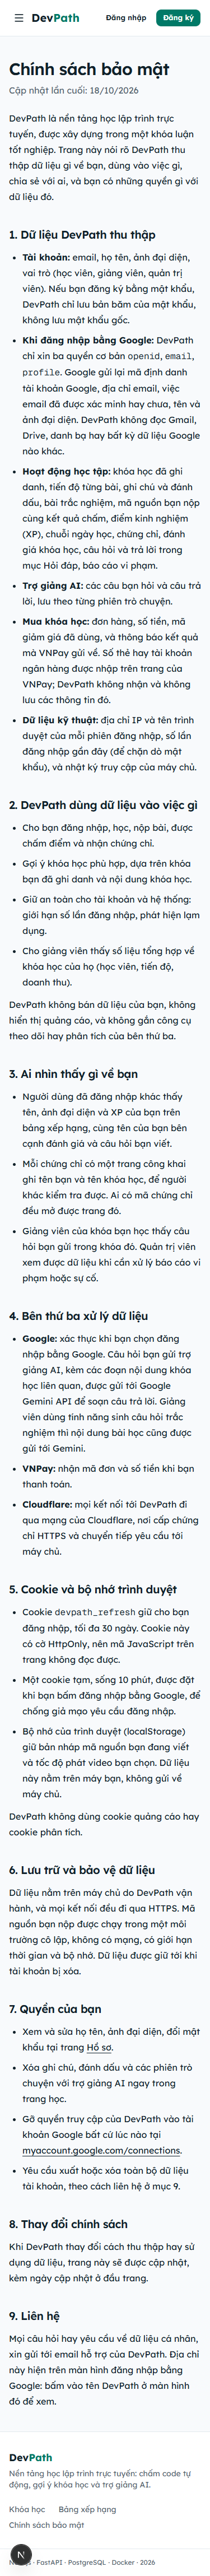 DevPath
Đăng nhập
Đăng ký
Chính sách bảo mật
Cập nhật lần cuối: 18/10/2026
DevPath là nền tảng học lập trình trực
tuyến, được xây dựng trong một khóa luận
tốt nghiệp. Trang này nói rõ DevPath thu
thập dữ liệu gì về bạn, dùng vào việc gì,
chia sẻ với ai, và bạn có những quyền gì với
dữ liệu đó.
1. Dữ liệu DevPath thu thập
• Tài khoản: email, họ tên, ảnh đại diện,
vai trò (học viên, giảng viên, quản trị
viên). Nếu bạn đăng ký bằng mật khẩu,
DevPath chỉ lưu bản băm của mật khẩu,
không lưu mật khẩu gốc.
• Khi đăng nhập bằng Google: DevPath
chỉ xin ba quyền cơ bản openid, email,
profile. Google gửi lại mã định danh
tài khoản Google, địa chỉ email, việc
email đã được xác minh hay chưa, tên và
ảnh đại diện. DevPath không đọc Gmail,
Drive, danh bạ hay bất kỳ dữ liệu Google
nào khác.
• Hoạt động học tập: khóa học đã ghi
danh, tiến độ từng bài, ghi chú và đánh
dấu, bài trắc nghiệm, mã nguồn bạn nộp
cùng kết quả chấm, điểm kinh nghiệm
(XP), chuỗi ngày học, chứng chỉ, đánh
giá khóa học, câu hỏi và trả lời trong
mục Hỏi đáp, báo cáo vi phạm.
• Trợ giảng AI: các câu bạn hỏi và câu trả
lời, lưu theo từng phiên trò chuyện.
• Mua khóa học: đơn hàng, số tiền, mã
giảm giá đã dùng, và thông báo kết quả
mà VNPay gửi về. Số thẻ hay tài khoản
ngân hàng được nhập trên trang của
VNPay; DevPath không nhận và không
lưu các thông tin đó.
• Dữ liệu kỹ thuật: địa chỉ IP và tên trình
duyệt của mỗi phiên đăng nhập, số lần
đăng nhập gần đây (để chặn dò mật
khẩu), và nhật ký truy cập của máy chủ.
2. DevPath dùng dữ liệu vào việc gì
• Cho bạn đăng nhập, học, nộp bài, được
chấm điểm và nhận chứng chỉ.
• Gợi ý khóa học phù hợp, dựa trên khóa
bạn đã ghi danh và nội dung khóa học.
• Giữ an toàn cho tài khoản và hệ thống:
giới hạn số lần đăng nhập, phát hiện lạm
dụng.
• Cho giảng viên thấy số liệu tổng hợp về
khóa học của họ (học viên, tiến độ,
doanh thu).
DevPath không bán dữ liệu của bạn, không
hiển thị quảng cáo, và không gắn công cụ
theo dõi hay phân tích của bên thứ ba.
3. Ai nhìn thấy gì về bạn
• Người dùng đã đăng nhập khác thấy
tên, ảnh đại diện và XP của bạn trên
bảng xếp hạng, cùng tên của bạn bên
cạnh đánh giá và câu hỏi bạn viết.
• Mỗi chứng chỉ có một trang công khai
ghi tên bạn và tên khóa học, để người
khác kiểm tra được. Ai có mã chứng chỉ
đều mở được trang đó.
• Giảng viên của khóa bạn học thấy câu
hỏi bạn gửi trong khóa đó. Quản trị viên
xem được dữ liệu khi cần xử lý báo cáo vi
phạm hoặc sự cố.
4. Bên thứ ba xử lý dữ liệu
• Google: xác thực khi bạn chọn đăng
nhập bằng Google. Câu hỏi bạn gửi trợ
giảng AI, kèm các đoạn nội dung khóa
học liên quan, được gửi tới Google
Gemini API để soạn câu trả lời. Giảng
viên dùng tính năng sinh câu hỏi trắc
nghiệm thì nội dung bài học cũng được
gửi tới Gemini.
• VNPay: nhận mã đơn và số tiền khi bạn
thanh toán.
• Cloudflare: mọi kết nối tới DevPath đi
qua mạng của Cloudflare, nơi cấp chứng
chỉ HTTPS và chuyển tiếp yêu cầu tới
máy chủ.
5. Cookie và bộ nhớ trình duyệt
• Cookie devpath_refresh giữ cho bạn
đăng nhập, tối đa 30 ngày. Cookie này
có cờ HttpOnly, nên mã JavaScript trên
trang không đọc được.
• Một cookie tạm, sống 10 phút, được đặt
khi bạn bấm đăng nhập bằng Google, để
chống giả mạo yêu cầu đăng nhập.
• Bộ nhớ của trình duyệt (localStorage)
giữ bản nháp mã nguồn bạn đang viết
và tốc độ phát video bạn chọn. Dữ liệu
này nằm trên máy bạn, không gửi về
máy chủ.
DevPath không dùng cookie quảng cáo hay
cookie phân tích.
6. Lưu trữ và bảo vệ dữ liệu
Dữ liệu nằm trên máy chủ do DevPath vận
hành, và mọi kết nối đều đi qua HTTPS. Mã
nguồn bạn nộp được chạy trong một môi
trường cô lập, không có mạng, có giới hạn
thời gian và bộ nhớ. Dữ liệu được giữ tới khi
tài khoản bị xóa.
7. Quyền của bạn
• Xem và sửa họ tên, ảnh đại diện, đổi mật
khẩu tại trang Hồ sơ.
• Xóa ghi chú, đánh dấu và các phiên trò
chuyện với trợ giảng AI ngay trong
trang học.
• Gỡ quyền truy cập của DevPath vào tài
khoản Google bất cứ lúc nào tại
myaccount.google.com/connections.
• Yêu cầu xuất hoặc xóa toàn bộ dữ liệu
tài khoản, theo cách liên hệ ở mục 9.
8. Thay đổi chính sách
Khi DevPath thay đổi cách thu thập hay sử
dụng dữ liệu, trang này sẽ được cập nhật,
kèm ngày cập nhật ở đầu trang.
9. Liên hệ
Mọi câu hỏi hay yêu cầu về dữ liệu cá nhân,
xin gửi tới email hỗ trợ của DevPath. Địa chỉ
này hiện trên màn hình đăng nhập bằng
Google: bấm vào tên DevPath ở màn hình
đó để xem.
DevPath
Nền tảng học lập trình trực tuyến: chấm code tự
động, gợi ý khóa học và trợ giảng AI.
Khóa học
Bảng xếp hạng
Chính sách bảo mật
N
· FastAPI · PostgreSQL · Docker · 2026